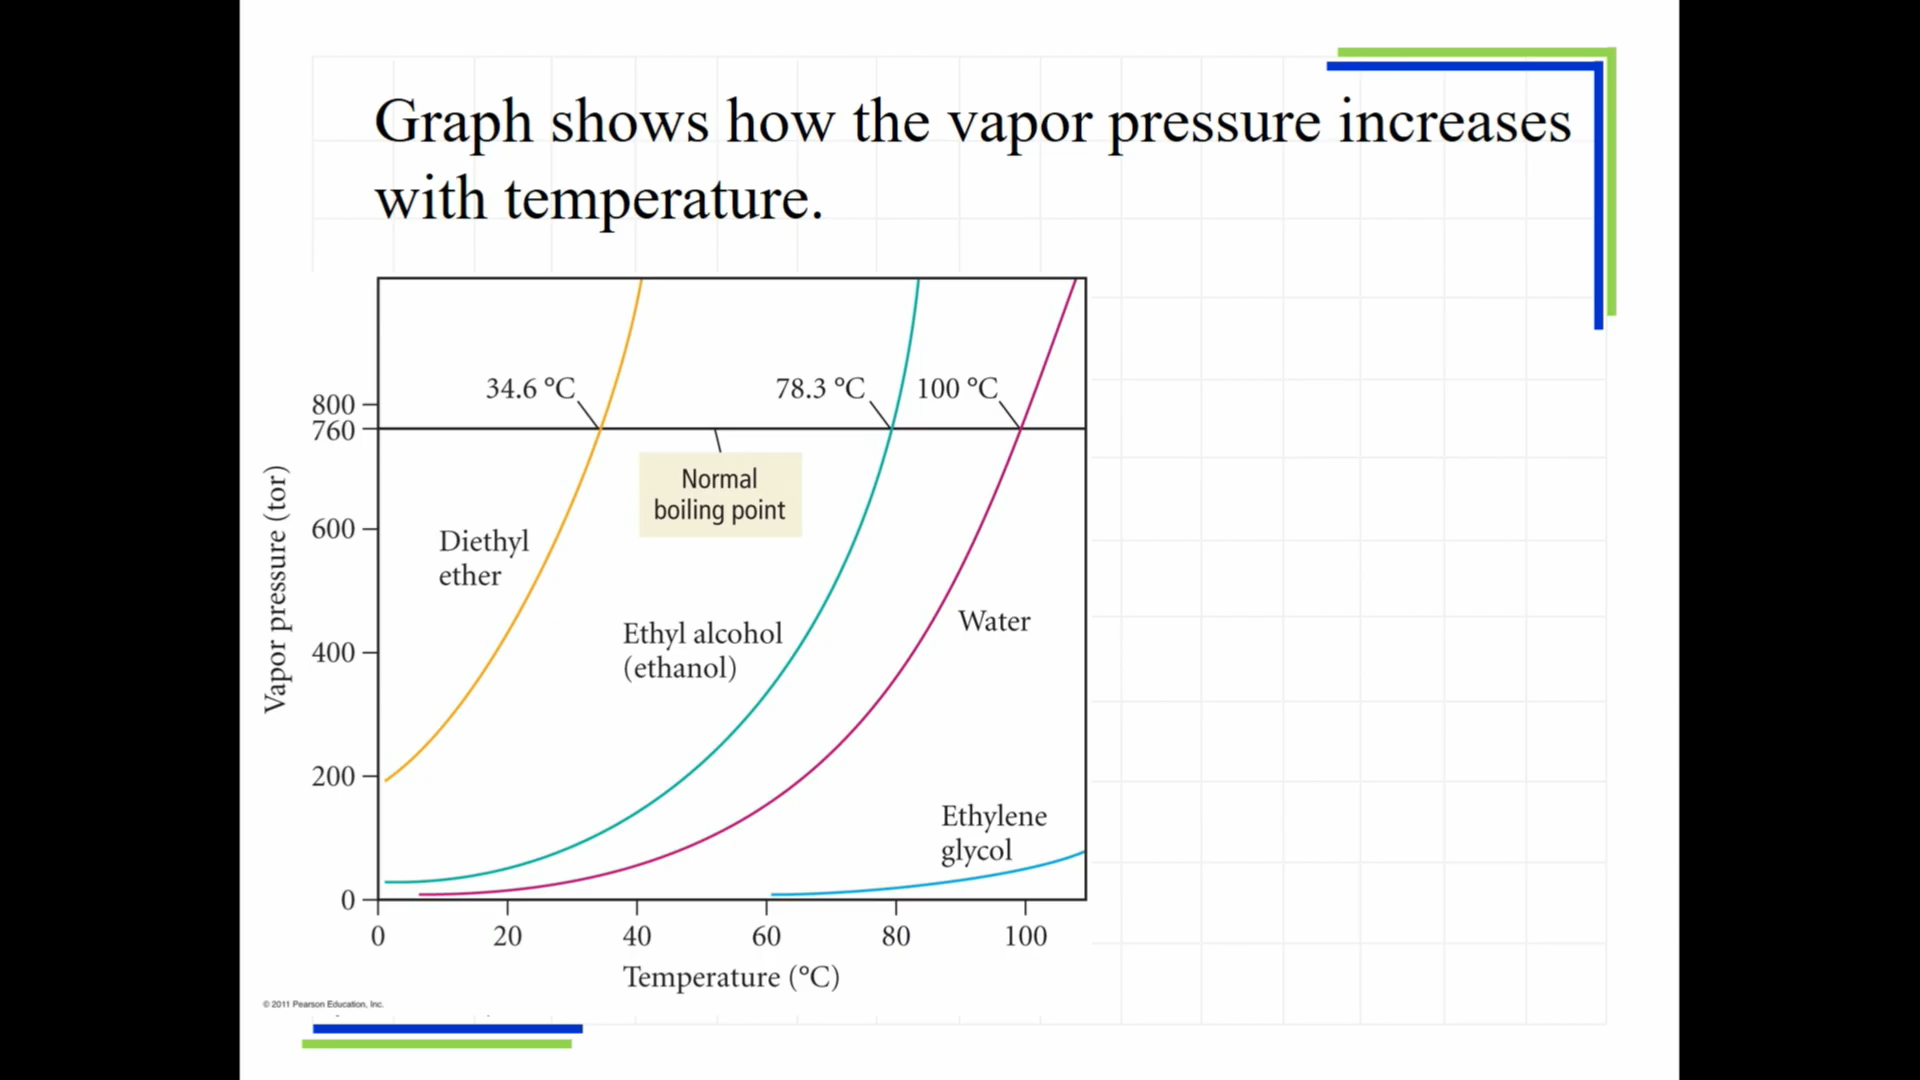 Graph shows how the vapor pressure increases
with temperature.
34.6 °C
78.3 °C
100 °C
800
760
Normal
boiling point
600
Diethyl
ether
Vapor pressure (tor)
Water
Ethyl alcohol
(ethanol)
400
200
Ethylene
glycol
0
0 20 40 60 80 100
Temperature (°C)
© 2011 Pearson Education, Inc.